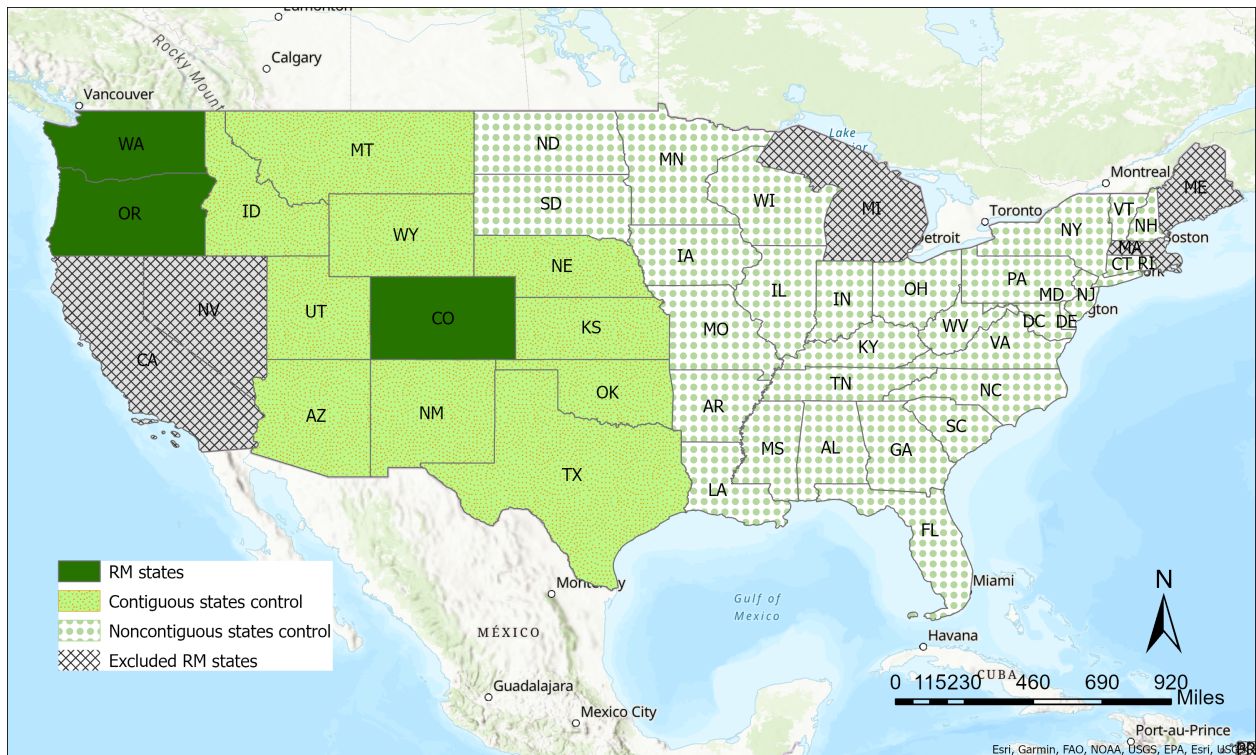 Edmonton
Calgary
Rocky Mount
Vancouver
WA
MT
ND
MN
Lake
OR
ID
SD
WI
MI
Montreal
ME
VT
NH
Toronto
NY
WY
etroit
MA
oston
NE
IA
CT
RI
UT
CO
NV
KS
IL
IN
OH
PA
MD
NJ
gton
MO
WV
DC
DE
CA
KY
VA
AZ
NM
OK
AR
TN
NC
SC
TX
MS
AL
GA
LA
FL
RM states
Contiguous states control
Noncontiguous states control
Excluded RM states
Miami
N
Gulf of
Mexico
MÉXICO
Havana
CUBA
Guadalajara
Mexico City
0 115 230 460 690 920
Miles
Port-au-Prince
Esri, Garmin, FAO, NOAA, USGS, EPA, Esri, USGS